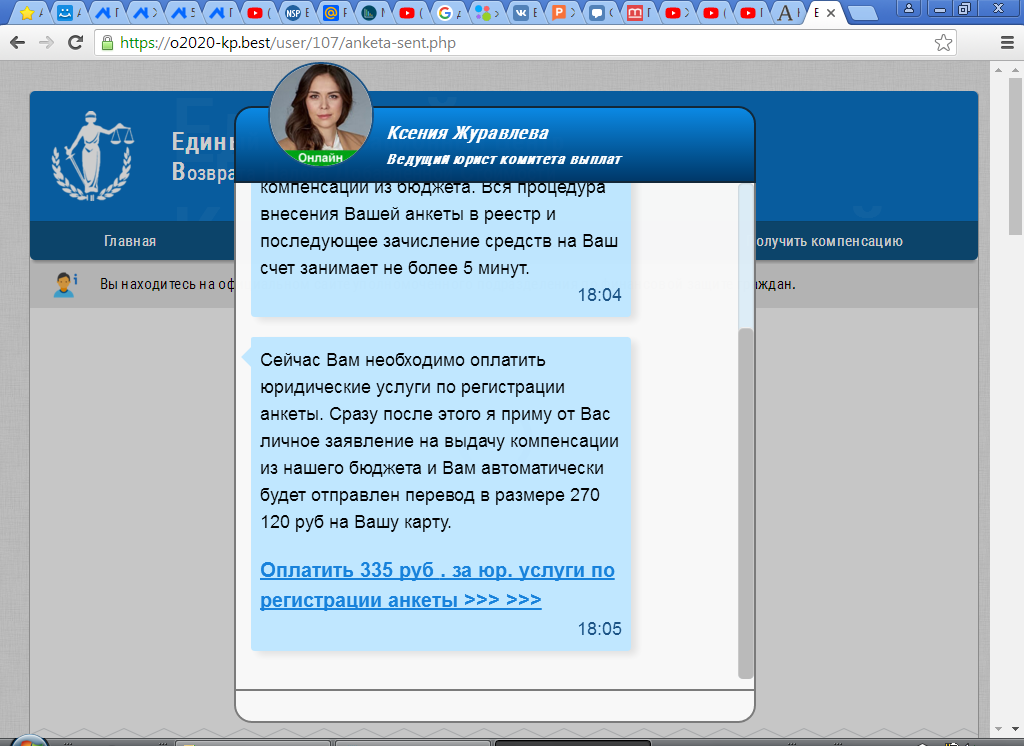 https://o2020-kp.best/user/107/anketa-sent.php
Ксения Журавлева
Ведущий юрист комитета выплат
Онлайн
Главная
компенсации из бюджета. Вся процедура
внесения Вашей анкеты в реестр и
последующее зачисление средств на Ваш
счет занимает не более 5 минут.
18:04
олучить компенсацию
Вы находитесь на оф
ждан.
Сейчас Вам необходимо оплатить
юридические услуги по регистрации
анкеты. Сразу после этого я приму от Вас
личное заявление на выдачу компенсации
из нашего бюджета и Вам автоматически
будет отправлен перевод в размере 270
120 руб на Вашу карту.
Оплатить 335 руб . за юр. услуги по
регистрации анкеты >>> >>>
18:05